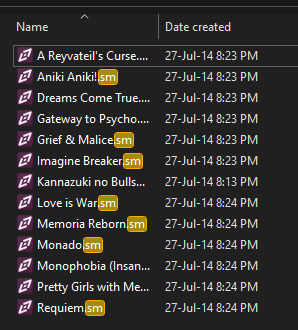 Name Date created
A Reyvateil's Curse.... 27-Jul-14 8:23 PM
Aniki Aniki!.sm 27-Jul-14 8:23 PM
Dreams Come True.... 27-Jul-14 8:23 PM
Gateway to Psycho.... 27-Jul-14 8:23 PM
Grief & Malice.sm 27-Jul-14 8:23 PM
Imagine Breaker.sm 27-Jul-14 8:23 PM
Kannazuki no Bulls... 27-Jul-14 8:13 PM
Love is War.sm 27-Jul-14 8:24 PM
Memoria Reborn.sm 27-Jul-14 8:24 PM
Monado.sm 27-Jul-14 8:24 PM
Monophobia (Insan... 27-Jul-14 8:24 PM
Pretty Girls with Me... 27-Jul-14 8:24 PM
Requiem.sm 27-Jul-14 8:24 PM